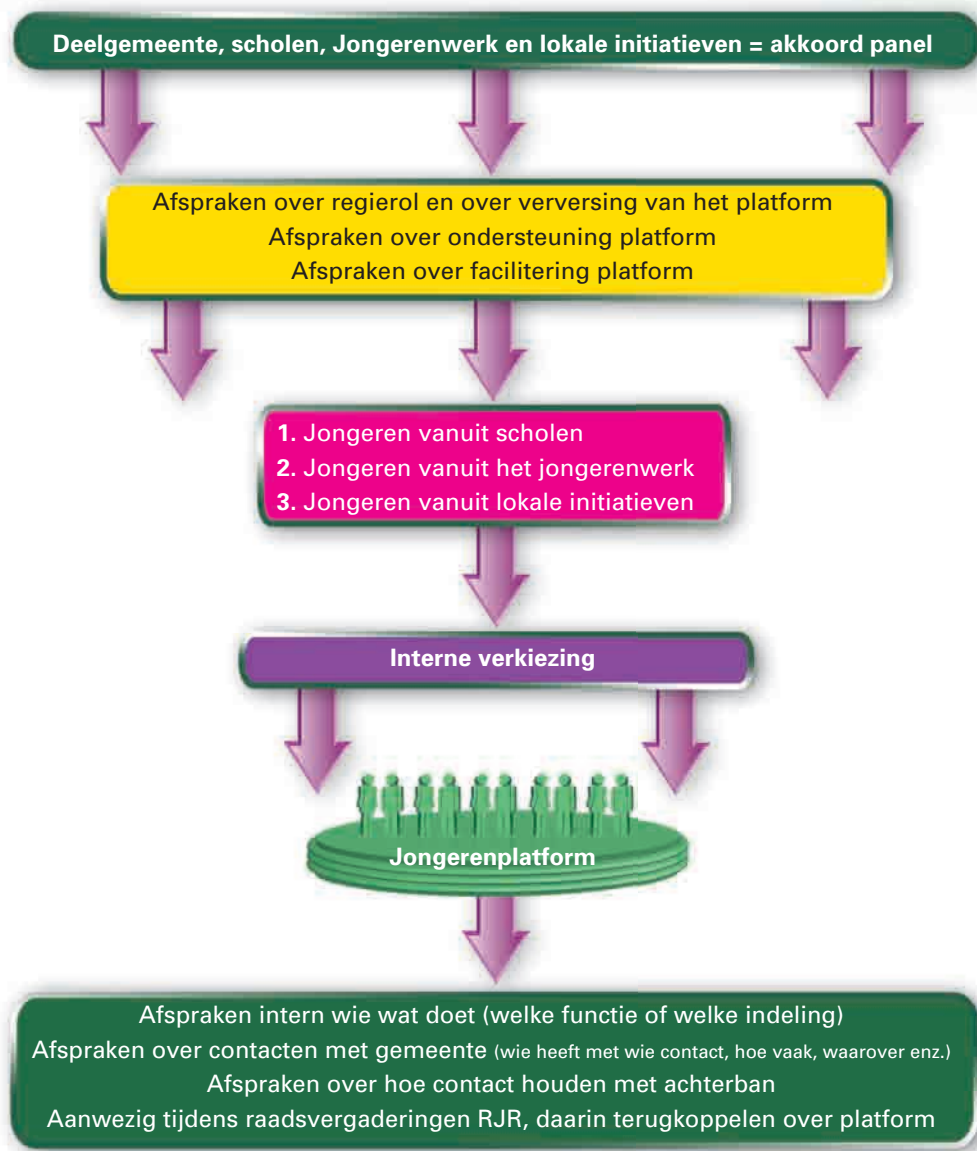 Deelgemeente, scholen, Jongerenwerk en lokale initiatieven = akkoord panel
Afspraken over regierol en over verversing van het platform
Afspraken over ondersteuning platform
Afspraken over facilitering platform
1. Jongeren vanuit scholen
2. Jongeren vanuit het jongerenwerk
3. Jongeren vanuit lokale initiatieven
Interne verkiezing
Jongerenplatform
Afspraken intern wie wat doet (welke functie of welke indeling)
Afspraken over contacten met gemeente (wie heeft met wie contact, hoe vaak, waarover enz.)
Afspraken over hoe contact houden met achterban
Aanwezig tijdens raadsvergaderingen RJR, daarin terugkoppelen over platform